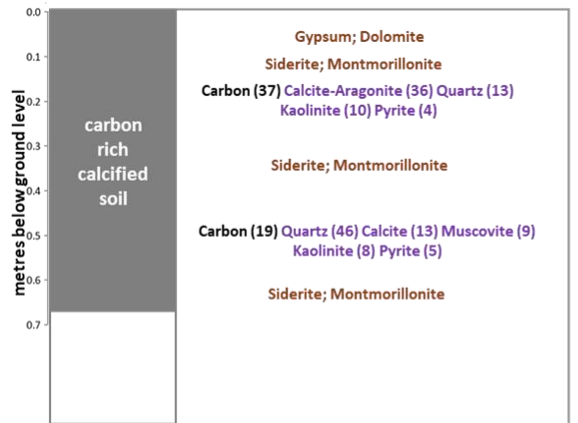 metres below ground level
0.0
0.1
0.2
0.3
0.4
0.5
0.6
0.7
carbon
rich
calcified
soil
Gypsum; Dolomite
Siderite; Montmorillonite
Carbon (37) Calcite-Aragonite (36) Quartz (13)
Kaolinite (10) Pyrite (4)
Siderite; Montmorillonite
Carbon (19) Quartz (46) Calcite (13) Muscovite (9)
Kaolinite (8) Pyrite (5)
Siderite; Montmorillonite